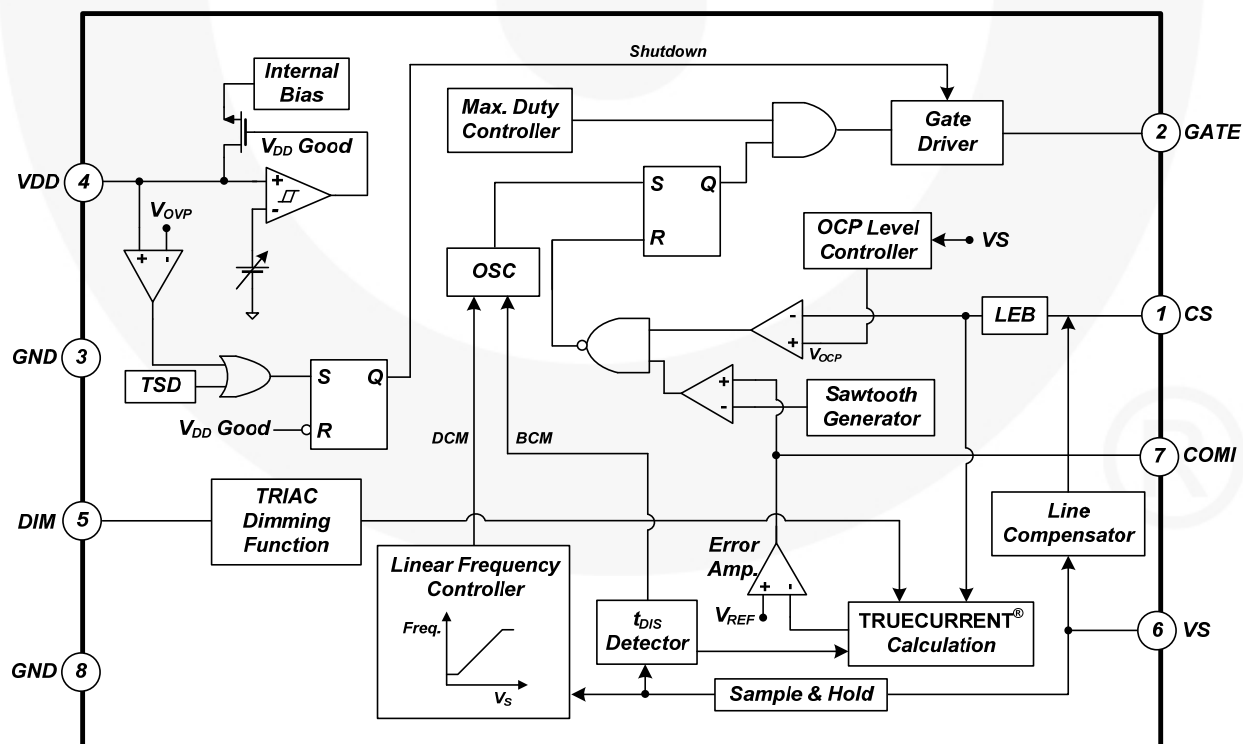 Shutdown
Internal
Bias
Max. Duty
Controller
Gate
Driver
2 GATE
VDD Good
VDD 4
+
-
S Q
R
VOVP
+ -
OCP Level
Controller
VS
OSC
LEB
1 CS
-
+
VOCP
GND 3
TSD
S Q
R
VDD Good
+
-
Sawtooth
Generator
DCM
BCM
7 COMI
DIM 5
TRIAC
Dimming
Function
Line
Compensator
Error
Amp.
+ -
VREF
Linear Frequency
Controller
Freq.
VS
tDIS
Detector
TRUECURRENT®
Calculation
6 VS
GND 8
Sample & Hold
®